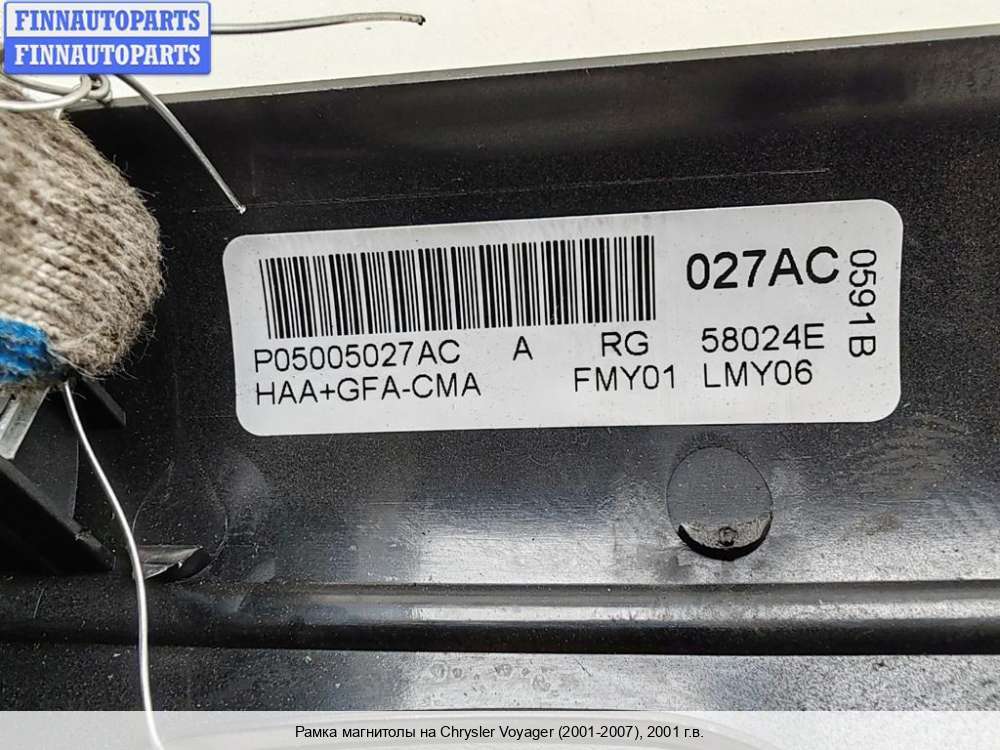 FINNAUTOPARTS
FINNAUTOPARTS
027AC
0591B
P05005027AC A RG 58024E
HAA+GFA-CMA FMY01 LMY06
Рамка магнитолы на Chrysler Voyager (2001-2007), 2001 г.в.